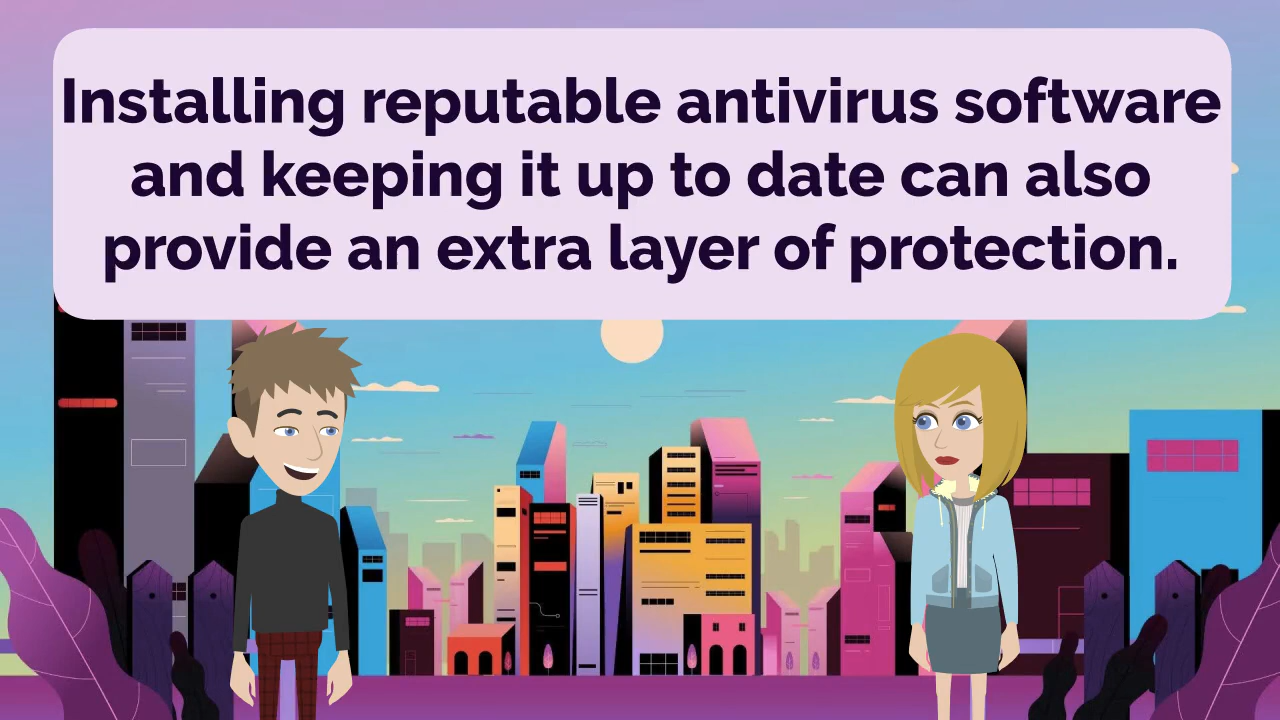 Installing reputable antivirus software
and keeping it up to date can also
provide an extra layer of protection.